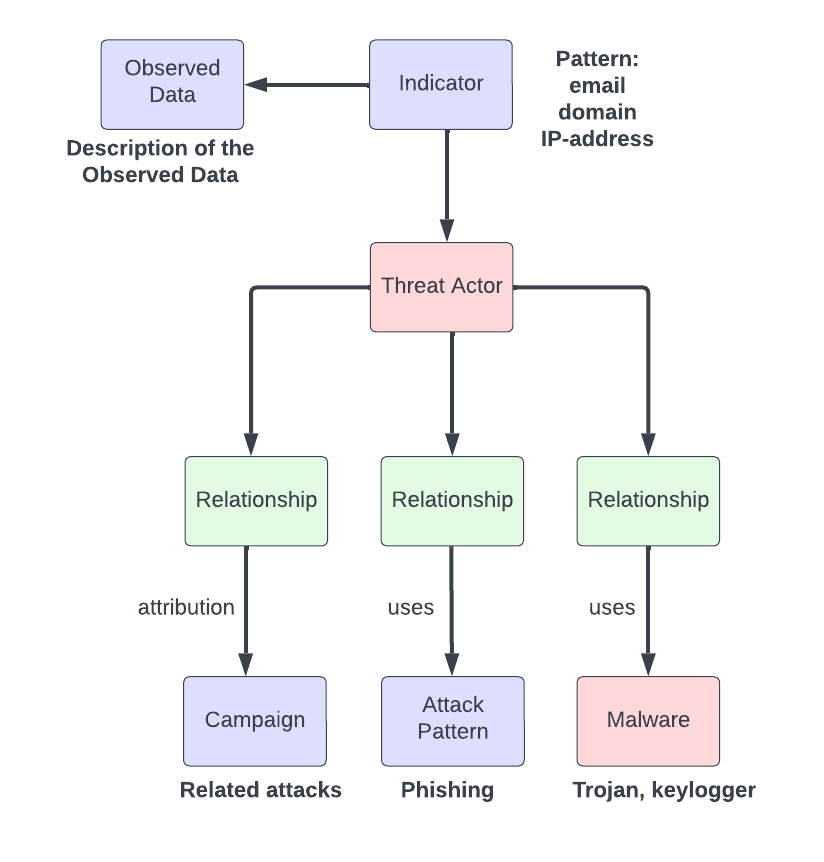 Observed
Data
Indicator
Pattern:
email
domain
IP-address
Description of the
Observed Data
Threat Actor
Relationship
Relationship
Relationship
attribution
uses
uses
Campaign
Attack
Pattern
Malware
Related attacks
Phishing
Trojan, keylogger